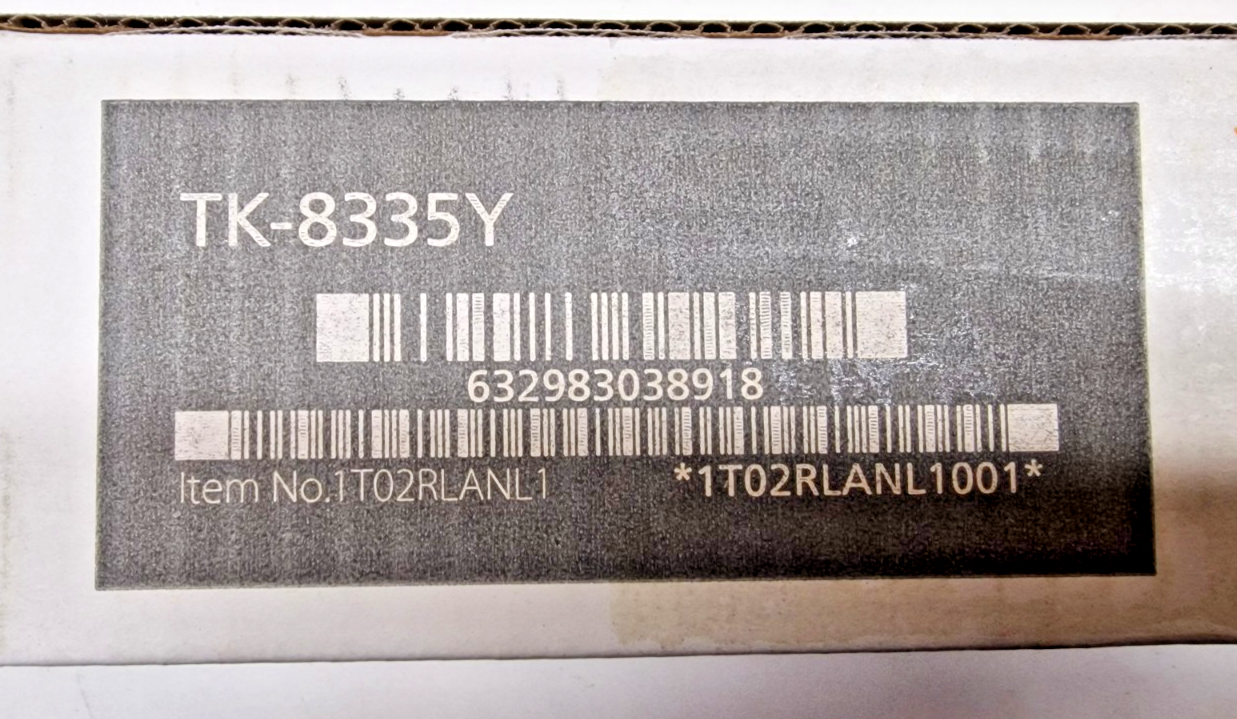 TK-8335Y
632983038918
Item No.1T02RLANL1 *1T02RLANL1001*